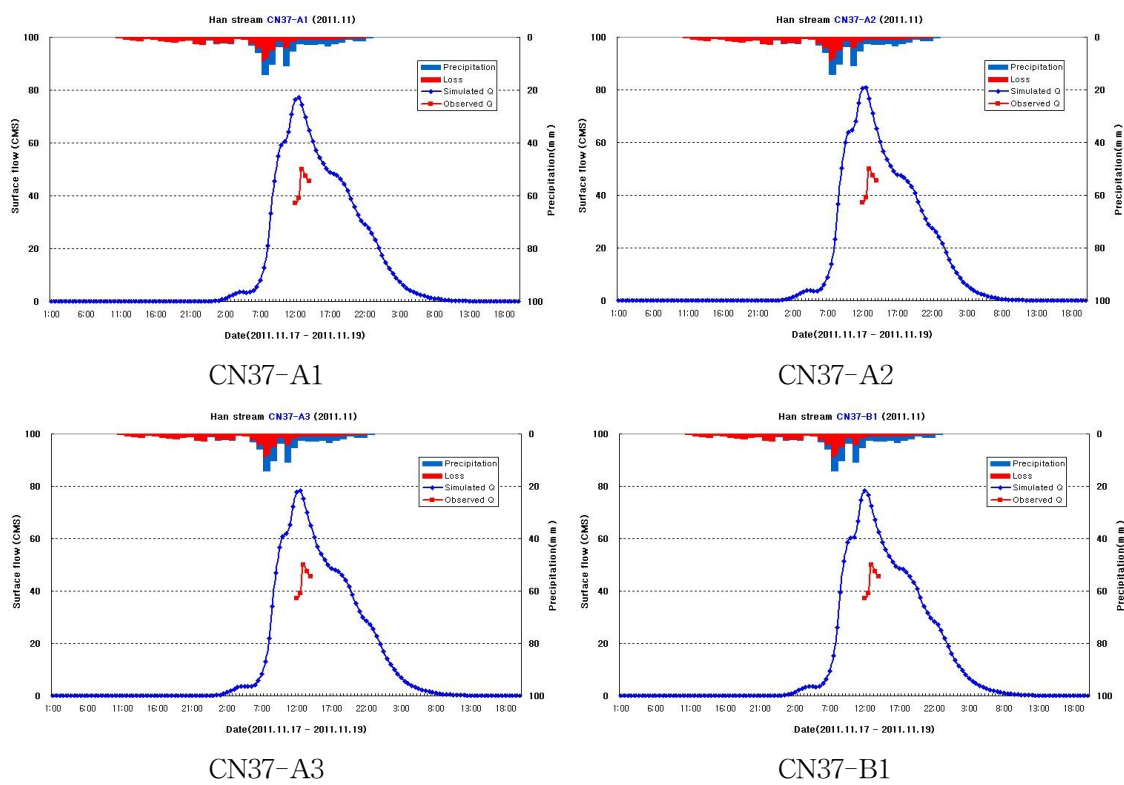 Han stream CN37-A1 (2011.11)
100
80
60
40
20
0
Surface flow (CMS)
0
20
40
60
80
100
Precipitation(mm)
Precipitation
Loss
Simulated Q
Observed Q
1:00 6:00 11:00 16:00 21:00 2:00 7:00 12:00 17:00 22:00 3:00 8:00 13:00 18:00
Date(2011.11.17 - 2011.11.19)
CN37-A1
Han stream CN37-A2 (2011.11)
100
80
60
40
20
0
Surface flow (CMS)
0
20
40
60
80
100
Precipitation(mm)
Precipitation
Loss
Simulated Q
Observed Q
1:00 6:00 11:00 16:00 21:00 2:00 7:00 12:00 17:00 22:00 3:00 8:00 13:00 18:00
Date(2011.11.17 - 2011.11.19)
CN37-A2
Han stream CN37-A3 (2011.11)
100
80
60
40
20
0
Surface flow (CMS)
0
20
40
60
80
100
Precipitation(mm)
Precipitation
Loss
Simulated Q
Observed Q
1:00 6:00 11:00 16:00 21:00 2:00 7:00 12:00 17:00 22:00 3:00 8:00 13:00 18:00
Date(2011.11.17 - 2011.11.19)
CN37-A3
Han stream CN37-B1 (2011.11)
100
80
60
40
20
0
Surface flow (CMS)
0
20
40
60
80
100
Precipitation(mm)
Precipitation
Loss
Simulated Q
Observed Q
1:00 6:00 11:00 16:00 21:00 2:00 7:00 12:00 17:00 22:00 3:00 8:00 13:00 18:00
Date(2011.11.17 - 2011.11.19)
CN37-B1